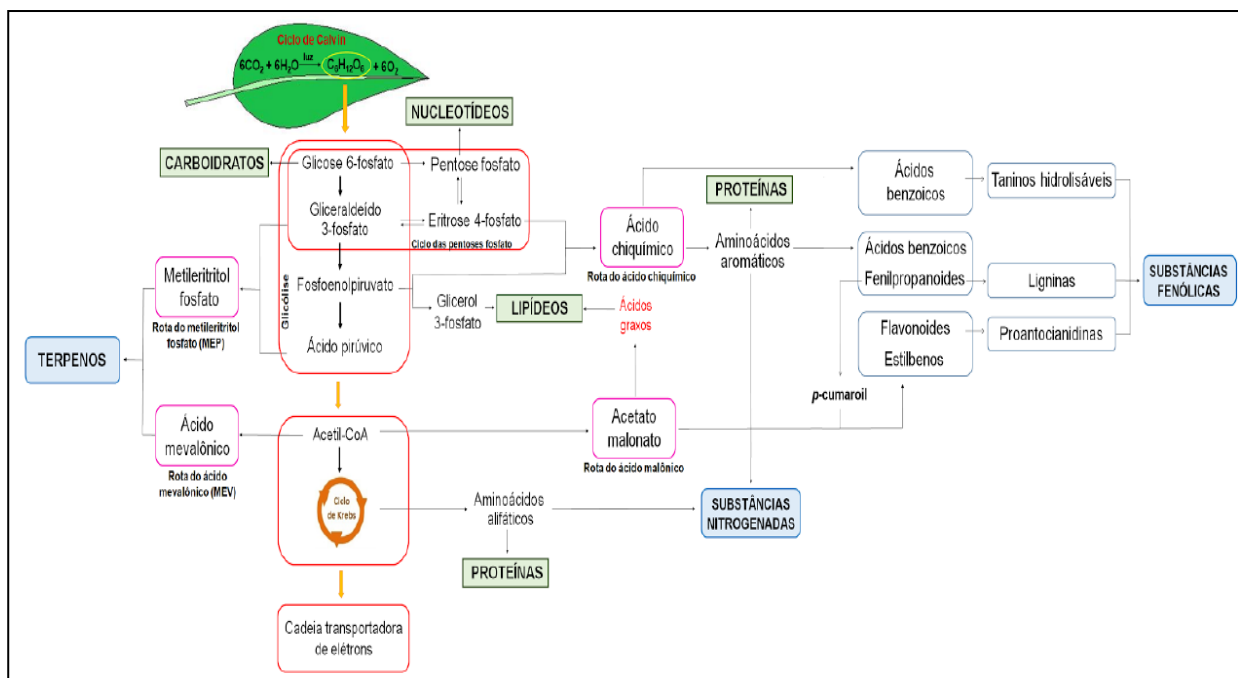 Ciclo de Calvin
6CO2 + 6H2O luz C6H12O6 + 6O2
NUCLEOTÍDEOS
CARBOIDRATOS
Glicose 6-fosfato
Pentose fosfato
Gliceraldeído
3-fosfato
Eritrose 4-fosfato
Ciclo das pentoses fosfato
Glicólise
Fosfoenolpiruvato
Ácido pirúvico
Metileritritol
fosfato
Rota do metileritritol
fosfato (MEP)
TERPENOS
Ácido
mevalônico
Rota do ácido
mevalónico (MEV)
Acetil-CoA
Ciclo
de Krebs
Cadeia transportadora
de elétrons
Glicerol
3-fosfato
LIPÍDEOS
Ácidos
graxos
Ácido
chiquímico
Rota do ácido chiquímico
PROTEÍNAS
Aminoácidos
aromáticos
Acetato
malonato
Rota do ácido malônico
Aminoácidos
alifáticos
PROTEÍNAS
SUBSTÂNCIAS
NITROGENADAS
Ácidos
benzoicos
Taninos hidrolisáveis
Ácidos benzoicos
Fenilpropanoides
Ligninas
Flavonoides
Estilbenos
Proantocianidinas
p-cumaroil
SUBSTÂNCIAS
FENÓLICAS